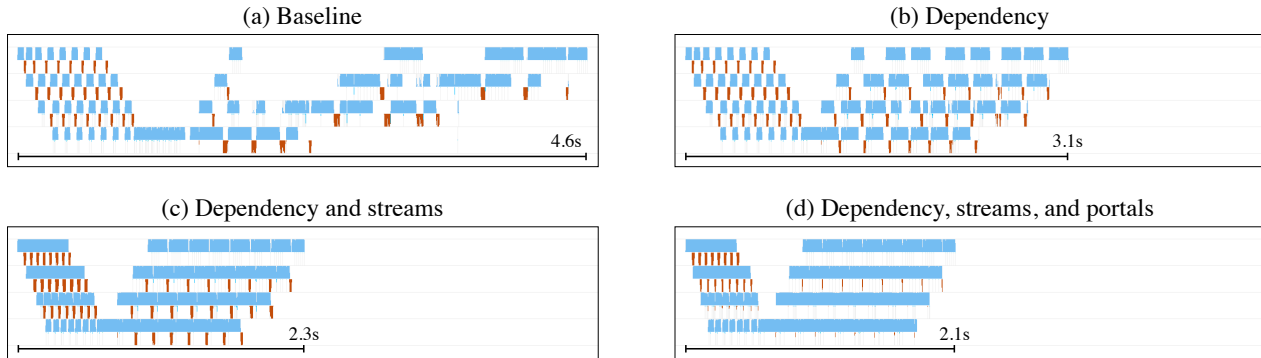 (a) Baseline
(b) Dependency
4.6s
3.1s
(c) Dependency and streams
(d) Dependency, streams, and portals
2.3s
2.1s